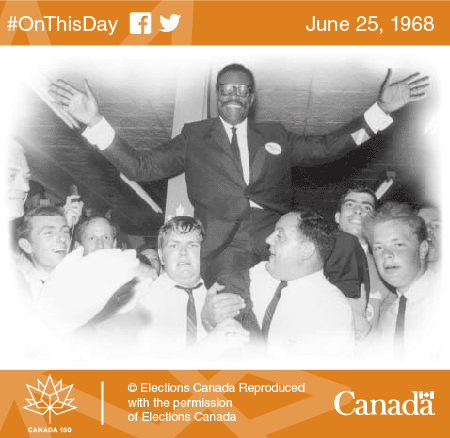 #OnThisDay
June 25, 1968
© Elections Canada Reproduced
with the permission
of Elections Canada
CANADA 150
Canada